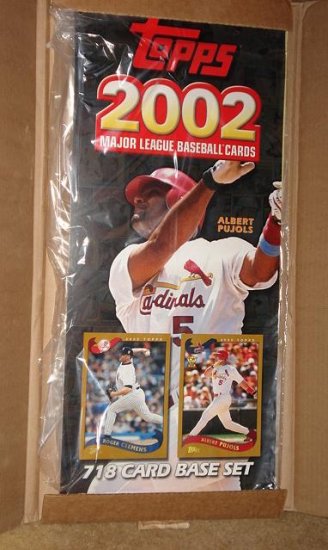 TOPPS
2002
MAJOR LEAGUE BASEBALL CARDS
ALBERT
PUJOLS
Cardinals
5
ROGER CLEMENS
ALBERT PUJOLS
718 CARD BASE SET